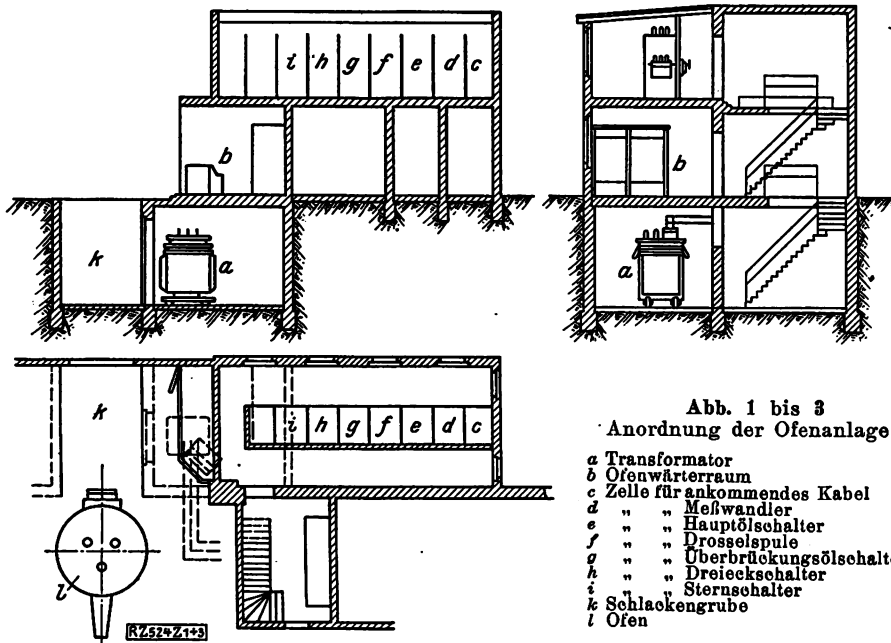 i h g f e d c
b
k
a
b
a
k
i h g f e d c
l
RZ524Z1+3
Abb. 1 bis 3
Anordnung der Ofenanlage
a Transformator
b Ofenwärterraum
c Zelle für ankommendes Kabel
d „ „ Meßwandler
e „ „ Hauptölschalter
f „ „ Drosselspule
g „ „ Überbrückungsölschalt
h „ „ Dreieckschalter
i „ „ Sternschalter
k Schlackengrube
l Ofen